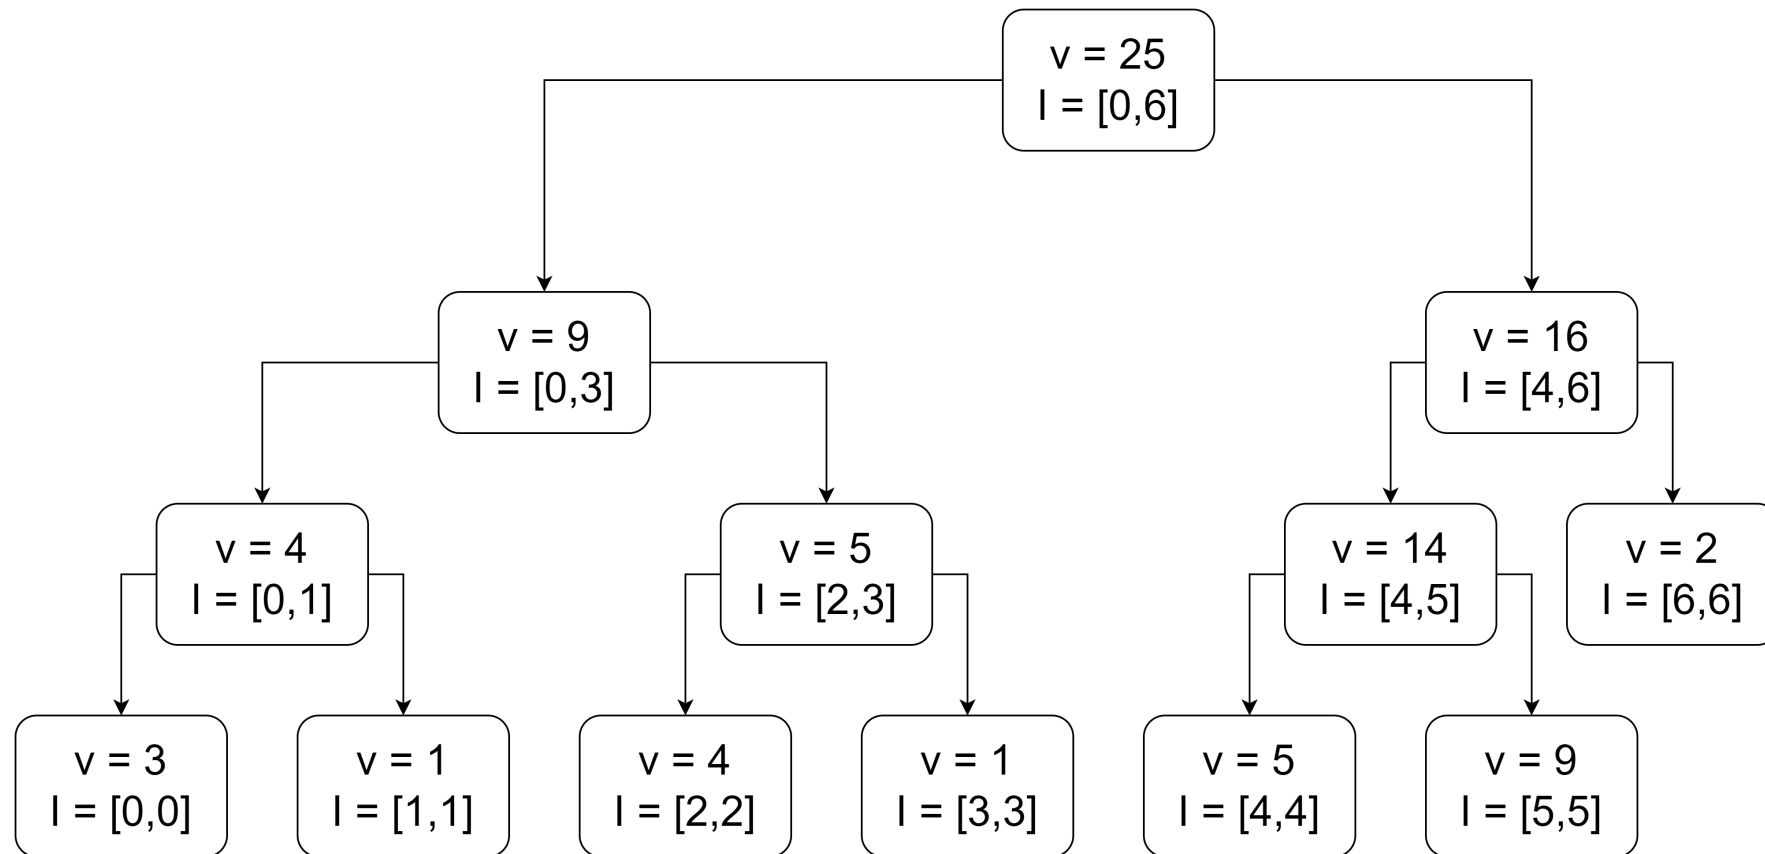 v = 25
I = [0,6]
v = 9
I = [0,3]
v = 16
I = [4,6]
v = 4
I = [0,1]
v = 5
I = [2,3]
v = 14
I = [4,5]
v = 2
I = [6,6]
v = 3
I = [0,0]
v = 1
I = [1,1]
v = 4
I = [2,2]
v = 1
I = [3,3]
v = 5
I = [4,4]
v = 9
I = [5,5]